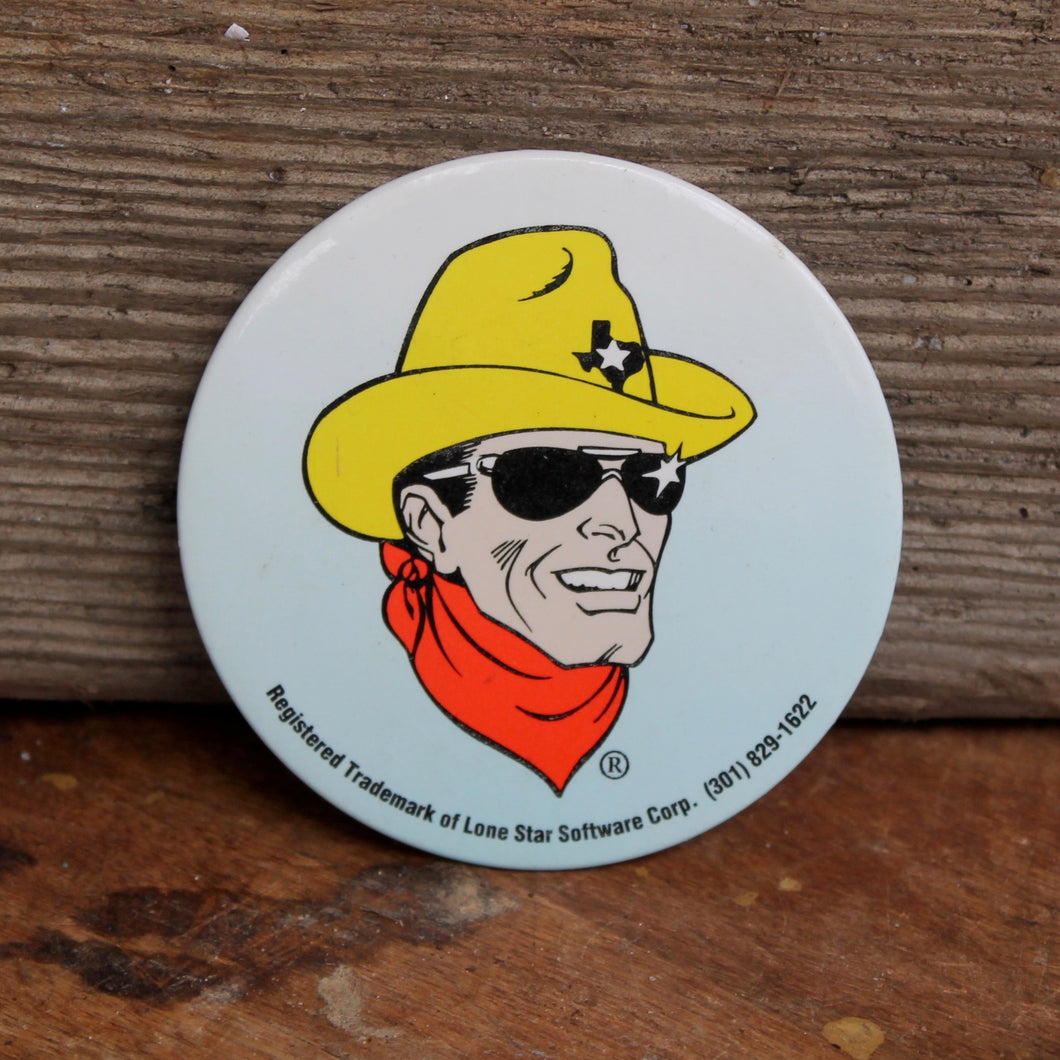 ®
Registered Trademark of Lone Star Software Corp. (301) 829-1622